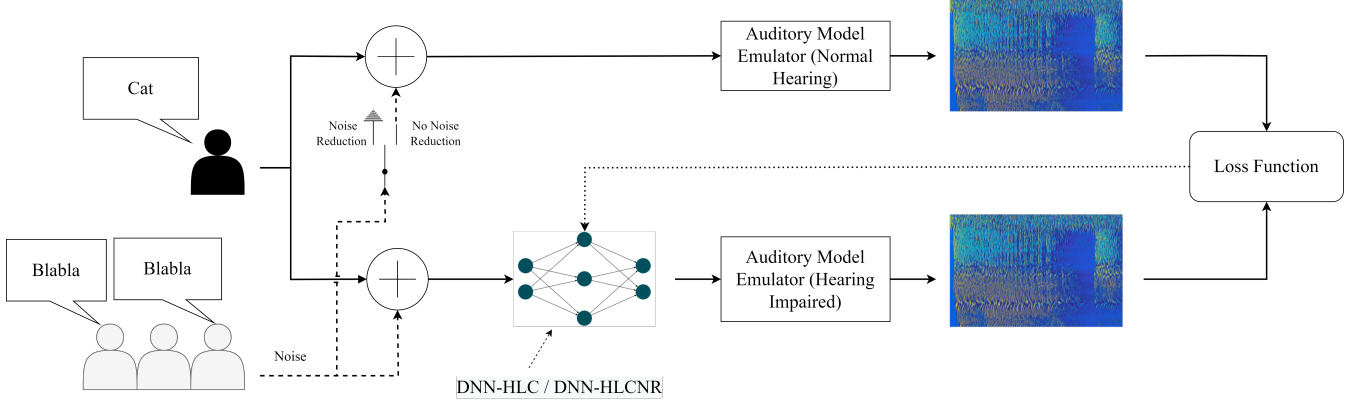 Auditory Model
Emulator (Normal
Hearing)
Cat
Noise
Reduction
No Noise
Reduction
Loss Function
Blabla
Blabla
Auditory Model
Emulator (Hearing
Impaired)
Noise
DNN-HLC / DNN-HLCNR